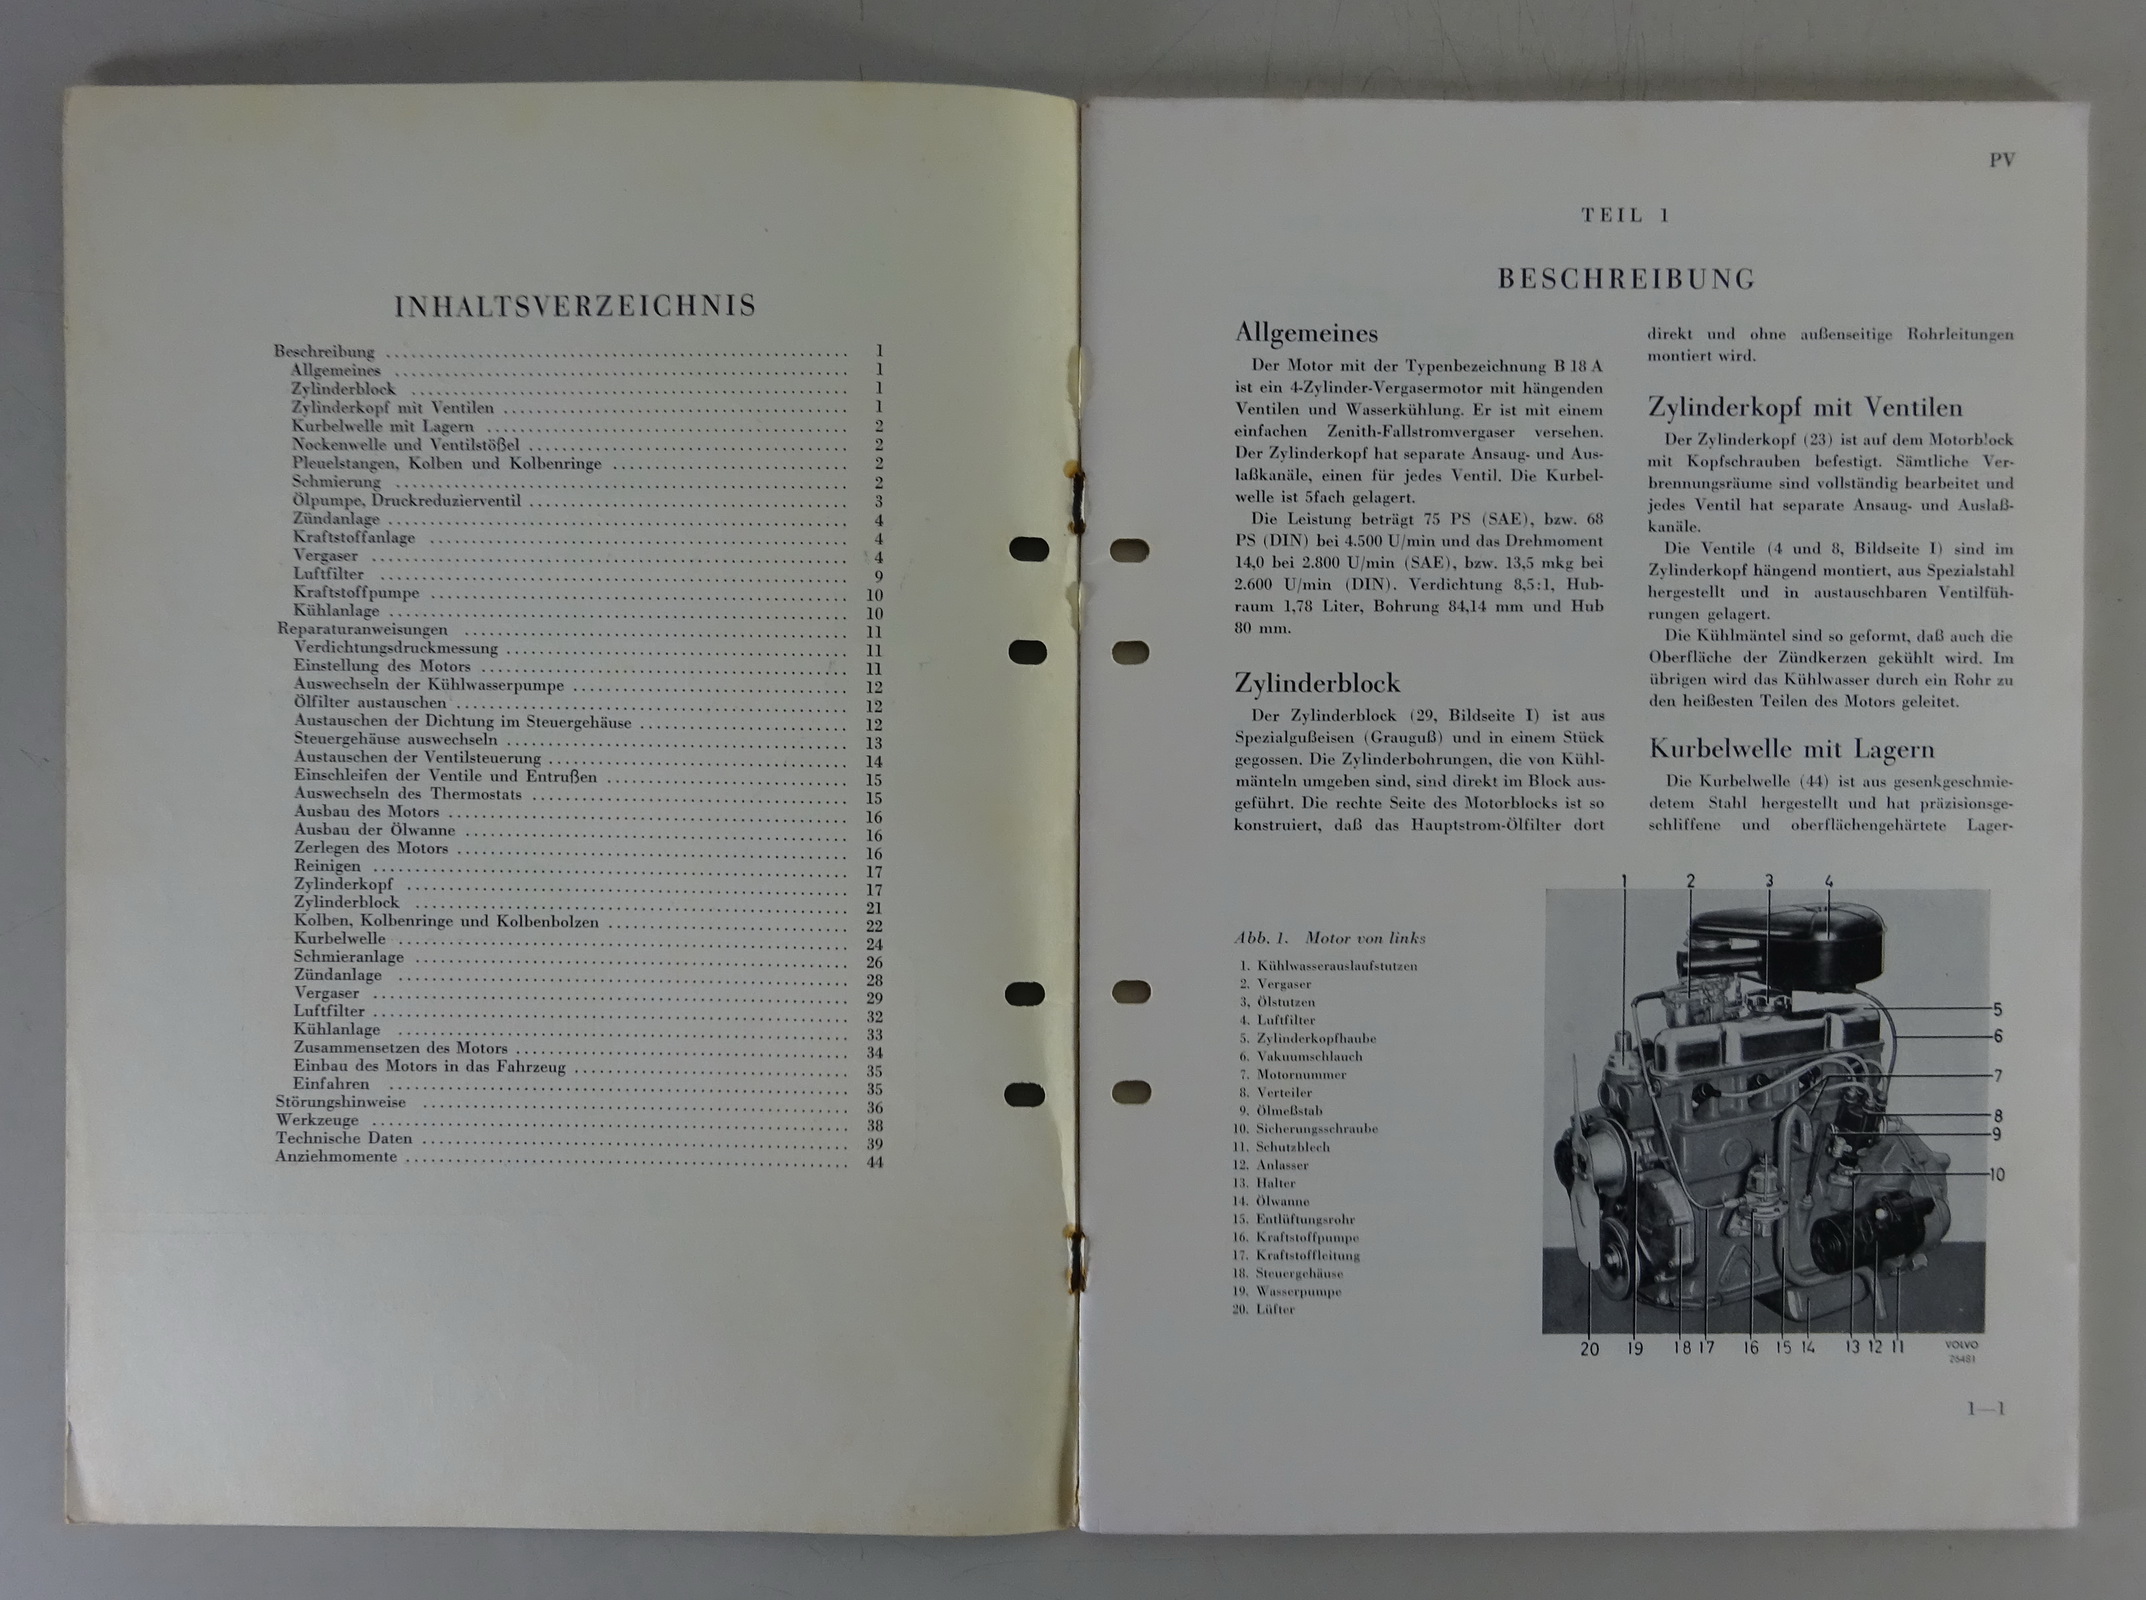 INHALTSVERZEICHNIS
Beschreibung 1
Allgemeines 1
Zylinderblock 1
Zylinderkopf mit Ventilen 1
Kurbelwelle mit Lagern 2
Nockenwelle und Ventilstößel 2
Pleuelstangen, Kolben und Kolbenringe 2
Schmierung 2
Ölpumpe, Druckreduzierventil 3
Zündanlage 4
Kraftstoffanlage 4
Vergaser 4
Luftfilter 9
Kraftstoffpumpe 10
Kühlanlage 10
Reparaturanweisungen 11
Verdichtungsdruckmessung 11
Einstellung des Motors 11
Auswechseln der Kühlwasserpumpe 12
Ölfilter austauschen 12
Austauschen der Dichtung im Steuergehäuse 12
Steuergehäuse auswechseln 13
Austauschen der Ventilsteuerung 14
Einschleifen der Ventile und Entrußen 15
Auswechseln des Thermostats 15
Ausbau des Motors 16
Ausbau der Ölwanne 16
Zerlegen des Motors 16
Reinigen 17
Zylinderkopf 17
Zylinderblock 21
Kolben, Kolbenringe und Kolbenbolzen 22
Kurbelwelle 24
Schmieranlage 26
Zündanlage 28
Vergaser 29
Luftfilter 32
Kühlanlage 33
Zusammensetzen des Motors 34
Einbau des Motors in das Fahrzeug 35
Einfahren 35
Störungshinweise 36
Werkzeuge 38
Technische Daten 39
Anziehmomente 44
PV
TEIL 1
BESCHREIBUNG
Allgemeines
Der Motor mit der Typenbezeichnung B 18 A
ist ein 4-Zylinder-Vergasermotor mit hängenden
Ventilen und Wasserkühlung. Er ist mit einem
einfachen Zenith-Fallstromvergaser versehen.
Der Zylinderkopf hat separate Ansaug- und Aus-
laßkanäle, einen für jedes Ventil. Die Kurbel-
welle ist 5fach gelagert.
Die Leistung beträgt 75 PS (SAE), bzw. 68
PS (DIN) bei 4.500 U/min und das Drehmoment
14,0 bei 2.800 U/min (SAE), bzw. 13,5 mkg bei
2.600 U/min (DIN). Verdichtung 8,5:1, Hub-
raum 1,78 Liter, Bohrung 84,14 mm und Hub
80 mm.
Zylinderblock
Der Zylinderblock (29, Bildseite I) ist aus
Spezialgußeisen (Grauguß) und in einem Stück
gegossen. Die Zylinderbohrungen, die von Kühl-
mänteln umgeben sind, sind direkt im Block aus-
geführt. Die rechte Seite des Motorblocks ist so
konstruiert, daß das Hauptstrom-Ölfilter dort
direkt und ohne außenseitige Rohrleitungen
montiert wird.
Zylinderkopf mit Ventilen
Der Zylinderkopf (23) ist auf dem Motorblock
mit Kopfschrauben befestigt. Sämtliche Ver-
brennungsräume sind vollständig bearbeitet und
jedes Ventil hat separate Ansaug- und Auslaß-
kanäle.
Die Ventile (4 und 8, Bildseite I) sind im
Zylinderkopf hängend montiert, aus Spezialstahl
hergestellt und in austauschbaren Ventilfüh-
rungen gelagert.
Die Kühlmäntel sind so geformt, daß auch die
Oberfläche der Zündkerzen gekühlt wird. Im
übrigen wird das Kühlwasser durch ein Rohr zu
den heißesten Teilen des Motors geleitet.
Kurbelwelle mit Lagern
Die Kurbelwelle (44) ist aus gesenkgeschmie-
detem Stahl hergestellt und hat präzisionsge-
schliffene und oberflächengehärtete Lager-
Abb. 1. Motor von links
1. Kühlwasserauslaufstutzen
2. Vergaser
3, Ölstutzen
4. Luftfilter
5. Zylinderkopfhaube
6. Vakuumschlauch
7. Motornummer
8. Verteiler
9. Ölmeßstab
10. Sicherungsschraube
11. Schutzblech
12. Anlasser
13. Halter
14. Ölwanne
15. Entlüftungsrohr
16. Kraftstoffpumpe
17. Kraftstoffleitung
18. Steuergehäuse
19. Wasserpumpe
20. Lüfter
1 2 3 4
5
6
7
8
9
10
20 19 18 17 16 15 14 13 12 11
VOLVO
26481
1—1